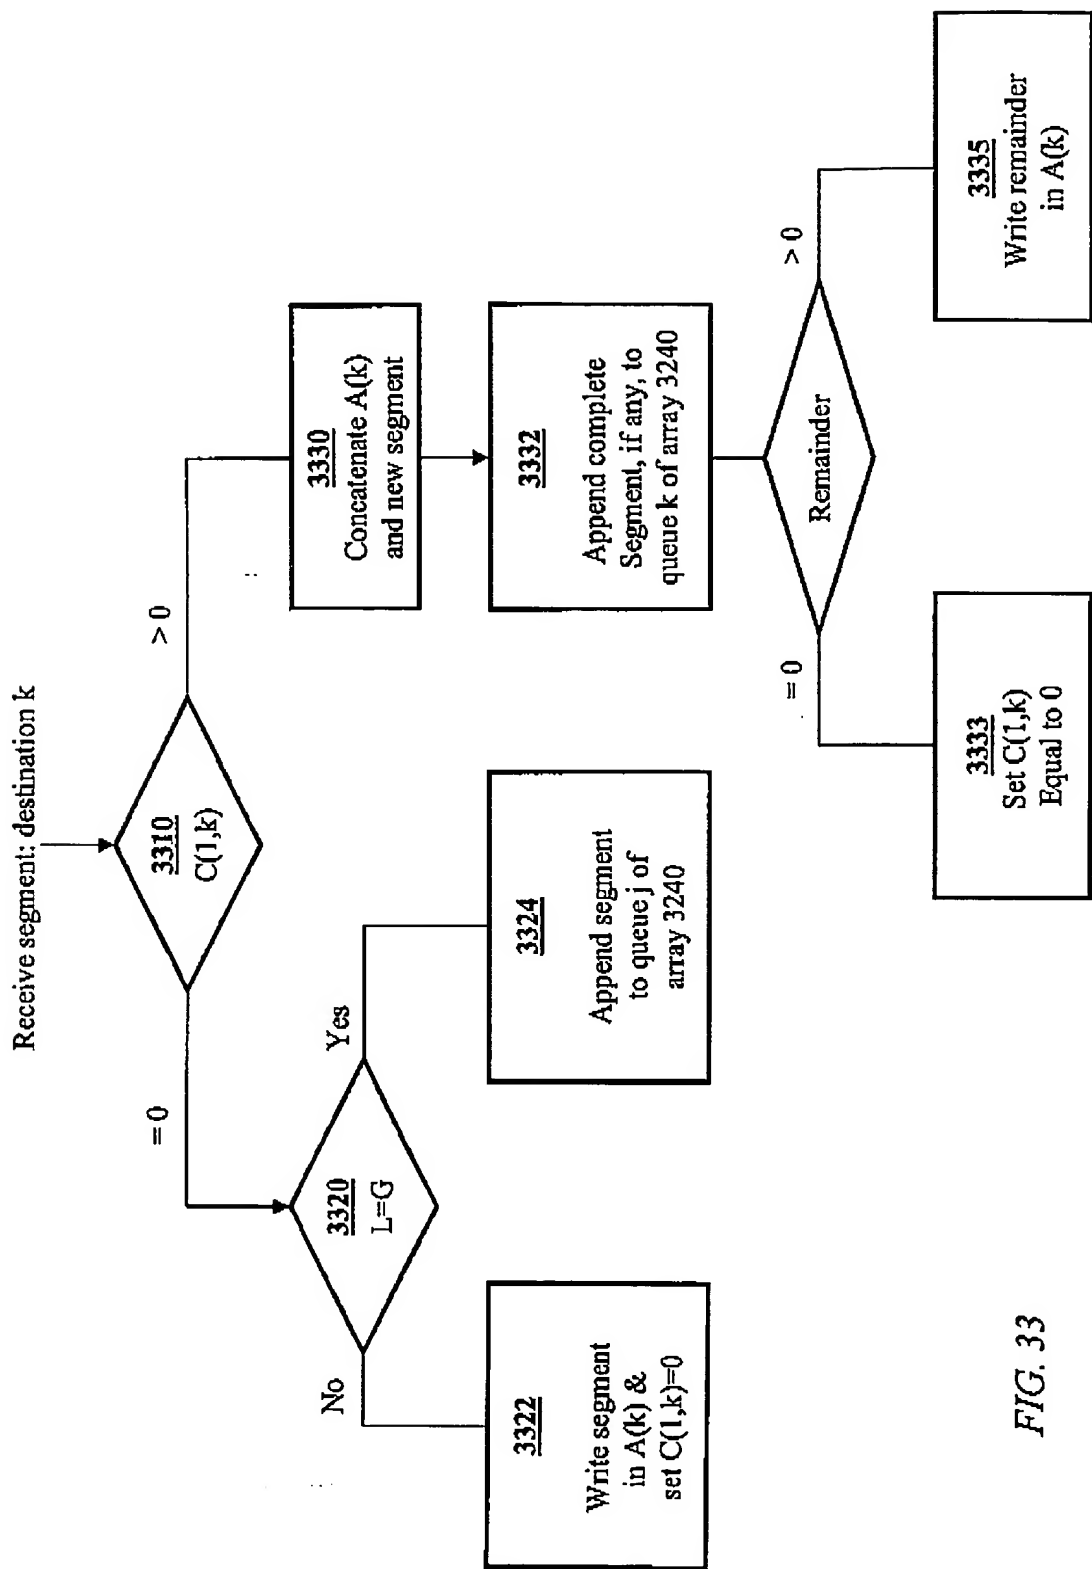 Receive segment: destination k
3310
C(1,k)
= 0
> 0
3320
L=G
No
Yes
3322
Write segment
in A(k) &
set C(1,k)=0
3324
Append segment
to queue j of
array 3240
3330
Concatenate A(k)
and new segment
3332
Append complete
Segment, if any, to
queue k of array 3240
Remainder
= 0
> 0
3333
Set C(1,k)
Equal to 0
3335
Write remainder
in A(k)
FIG. 33